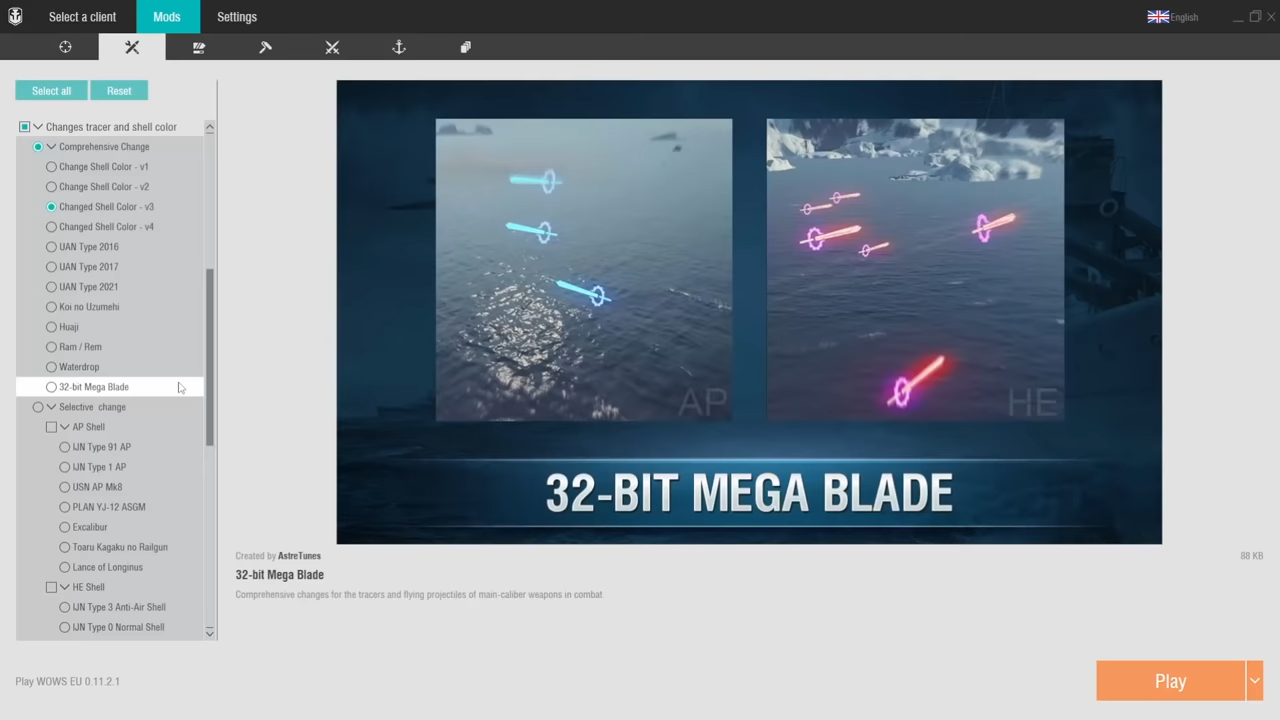 Select a client
Mods
Settings
English
Select all
Reset
Changes tracer and shell color
Comprehensive Change
Change Shell Color - v1
Change Shell Color - v2
Changed Shell Color - v3
Changed Shell Color - v4
UAN Type 2016
UAN Type 2017
UAN Type 2021
Koi no Uzumehi
Huaji
Ram / Rem
Waterdrop
32-bit Mega Blade
Selective change
AP Shell
IJN Type 91 AP
IJN Type 1 AP
USN AP Mk8
PLAN YJ-12 ASGM
Excalibur
Toaru Kagaku no Railgun
Lance of Longinus
HE Shell
IJN Type 3 Anti-Air Shell
IJN Type 0 Normal Shell
AP
HE
32-BIT MEGA BLADE
Created by AstreTunes
88 KB
32-bit Mega Blade
Comprehensive changes for the tracers and flying projectiles of main-caliber weapons in combat
Play WOWS EU 0.11.2.1
Play